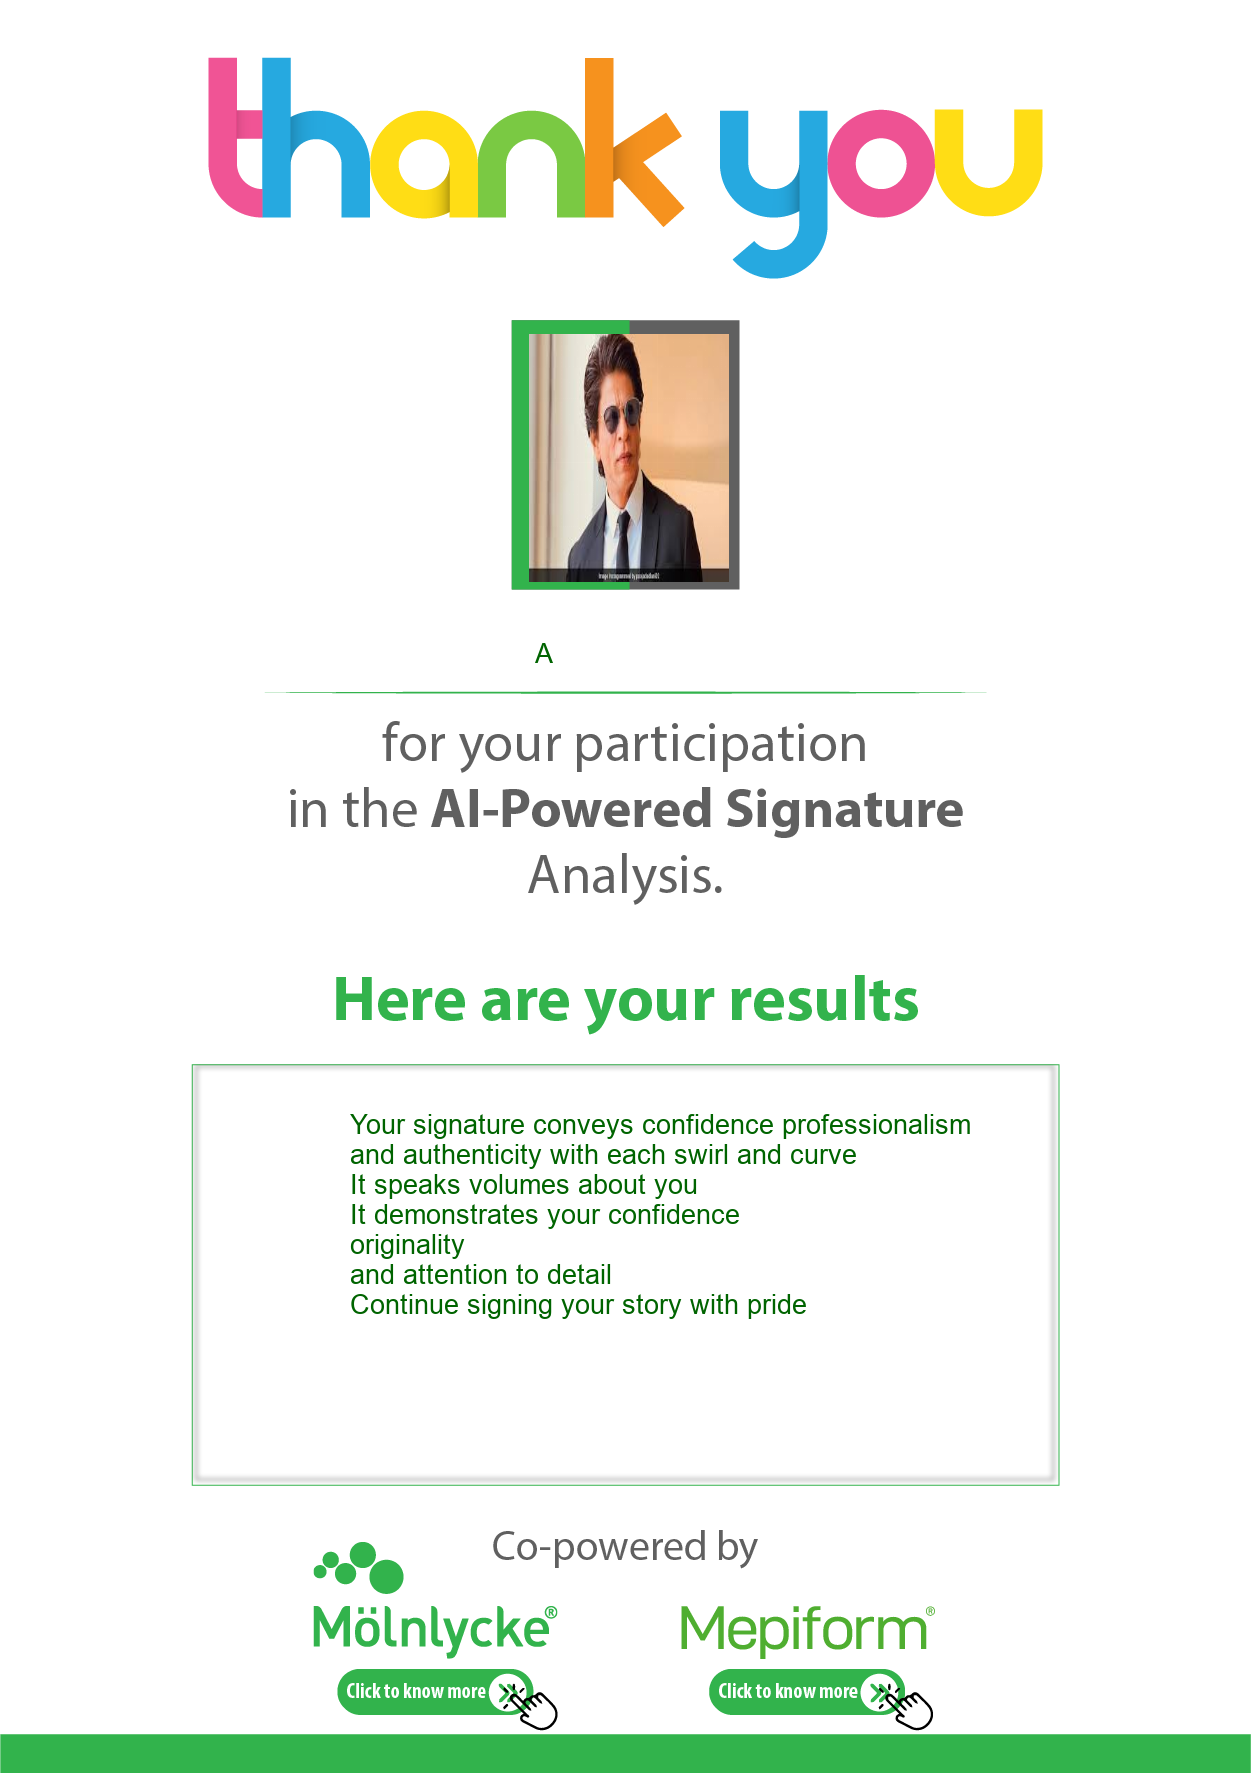 thank you
A
for your participation
in the AI-Powered Signature
Analysis.
Here are your results
Your signature conveys confidence professionalism
and authenticity with each swirl and curve
It speaks volumes about you
It demonstrates your confidence
originality
and attention to detail
Continue signing your story with pride
Co-powered by
Mölnlycke®
Mepiform®
Click to know more
Click to know more